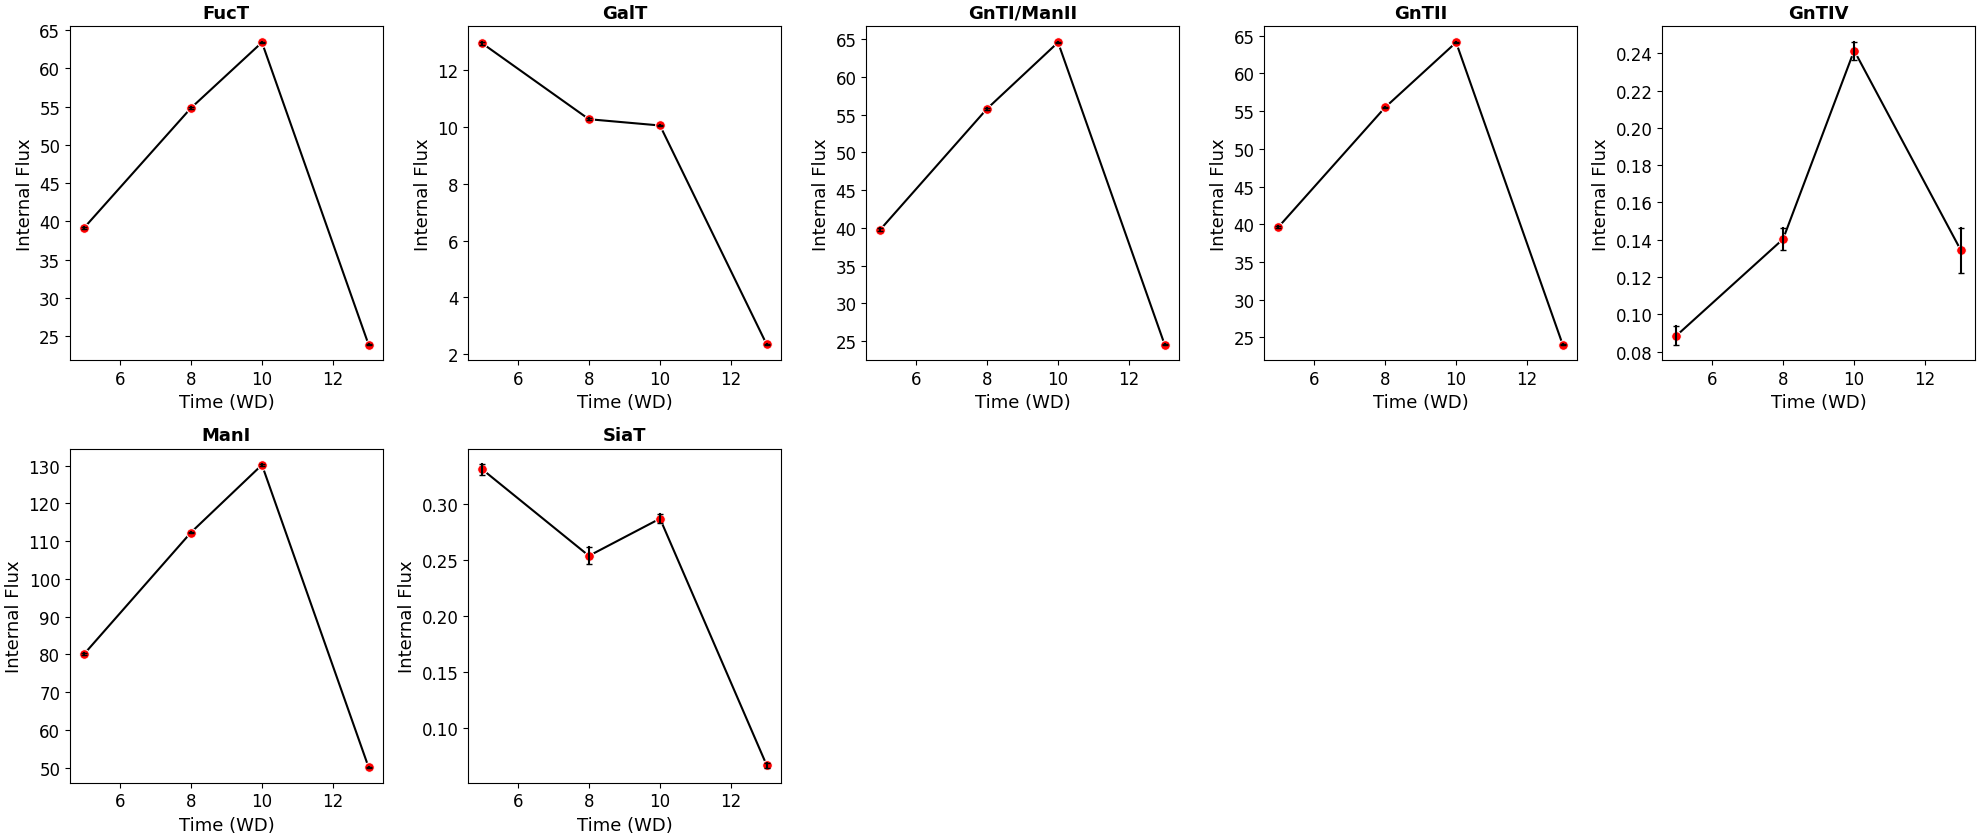 FucT
GalT
GnTI/ManII
GnTII
GnTIV
Internal Flux
65
60
55
50
45
40
35
30
25
6 8 10 12
Time (WD)
Internal Flux
12
10
8
6
4
2
6 8 10 12
Time (WD)
Internal Flux
65
60
55
50
45
40
35
30
25
6 8 10 12
Time (WD)
Internal Flux
65
60
55
50
45
40
35
30
25
6 8 10 12
Time (WD)
Internal Flux
0.24
0.22
0.20
0.18
0.16
0.14
0.12
0.10
0.08
6 8 10 12
Time (WD)
ManI
Internal Flux
130
120
110
100
90
80
70
60
50
6 8 10 12
Time (WD)
SiaT
Internal Flux
0.30
0.25
0.20
0.15
0.10
6 8 10 12
Time (WD)